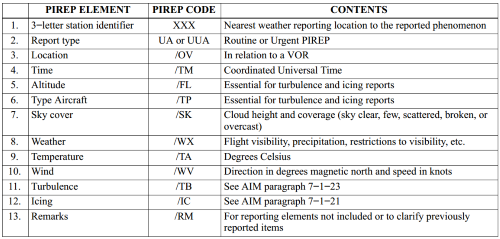 PIREP ELEMENT PIREP CODE CONTENTS
1. 3−letter station identifier XXX Nearest weather reporting location to the reported phenomenon
2. Report type UA or UUA Routine or Urgent PIREP
3. Location /OV In relation to a VOR
4. Time /TM Coordinated Universal Time
5. Altitude /FL Essential for turbulence and icing reports
6. Type Aircraft /TP Essential for turbulence and icing reports
7. Sky cover /SK Cloud height and coverage (sky clear, few, scattered, broken, or
overcast)
8. Weather /WX Flight visibility, precipitation, restrictions to visibility, etc.
9. Temperature /TA Degrees Celsius
10. Wind /WV Direction in degrees magnetic north and speed in knots
11. Turbulence /TB See AIM paragraph 7−1−23
12. Icing /IC See AIM paragraph 7−1−21
13. Remarks /RM For reporting elements not included or to clarify previously
reported items